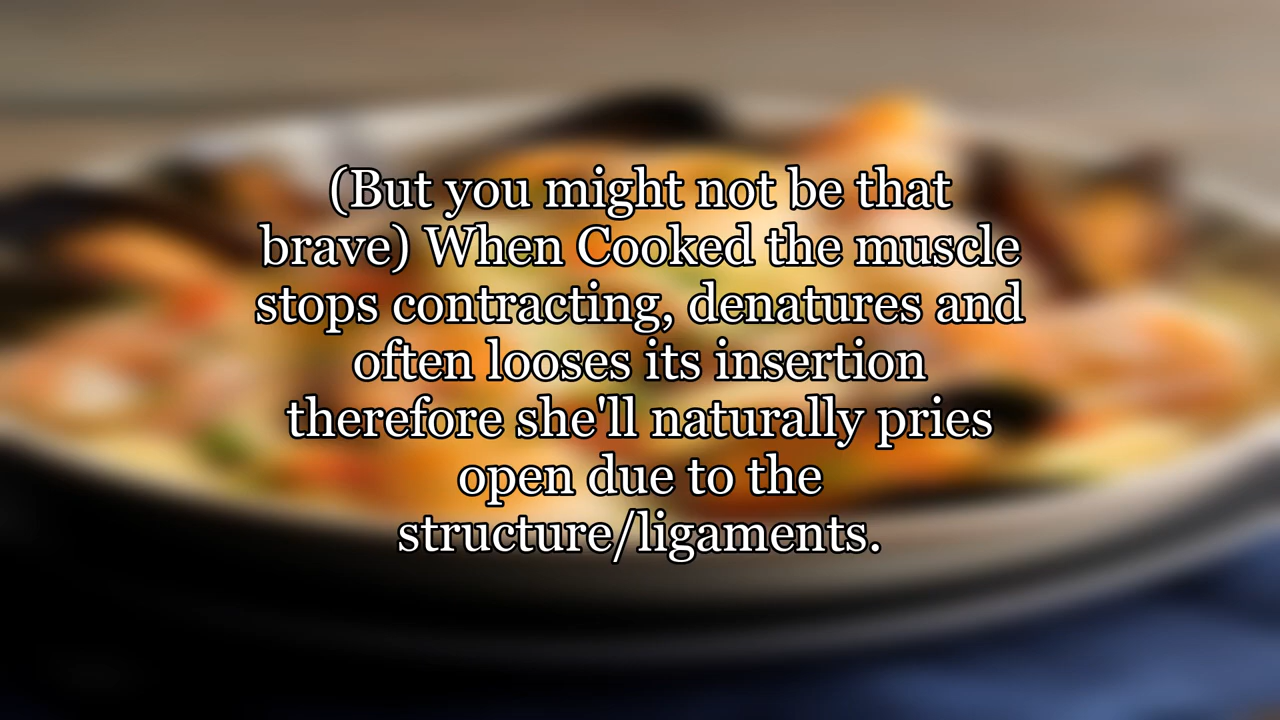 (But you might not be that
brave) When Cooked the muscle
stops contracting, denatures and
often looses its insertion
therefore she'll naturally pries
open due to the
structure/ligaments.